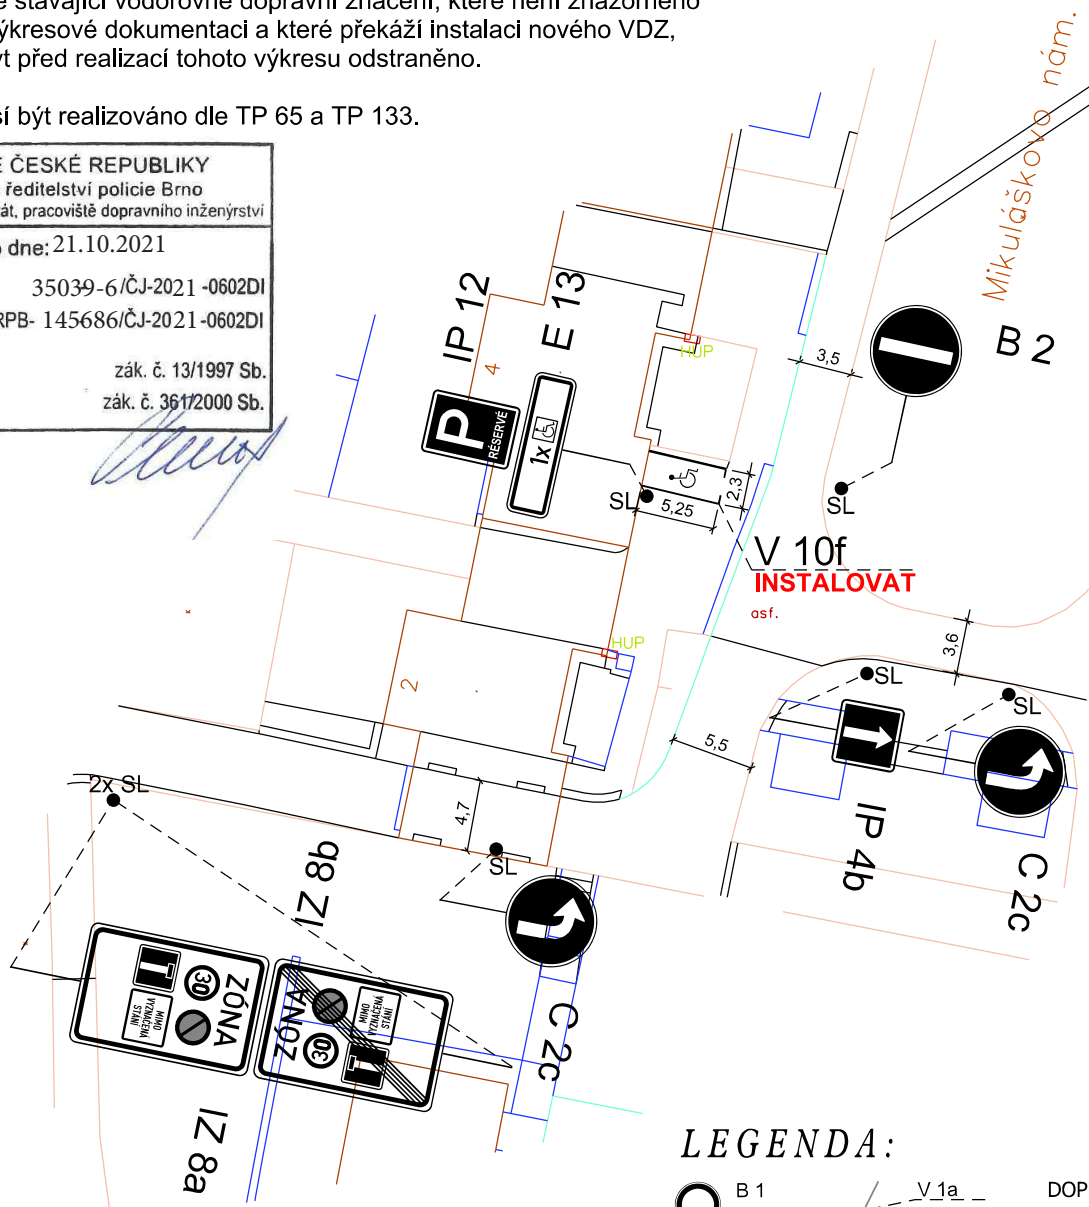 stávající vodorovné dopravní značení, které není znázorněno
výkresové dokumentaci a které překáží instalaci nového VDZ,
před realizací tohoto výkresu odstraněno.
být realizováno dle TP 65 a TP 133.
ČESKÉ REPUBLIKY
ředitelství policie Brno
pracoviště dopravního inženýrství
dne: 21.10.2021
35039-6/ČJ-2021-0602DI
145686/ČJ-2021-0602DI
zák. č. 13/1997 Sb.
zák. č. 361/2000 Sb.
Mikuláškovo nám.
IP 12
E 13
4
HUP
3,5
B 2
P
RÉSERVÉ
1x
SL
5,25
2,3
SL
V 10f
INSTALOVAT
asf.
HUP
2
3,6
SL
SL
5,5
2x SL
4,7
SL
IP 4b
C 2c
IZ 8b
C 2c
ZÓNA
30
T
MIMO
VYZNAČENÁ
STÁNÍ
ZÓNA
30
T
MIMO
VYZNAČENÁ
STÁNÍ
IZ 8a
LEGENDA:
B 1
V 1a
DOP